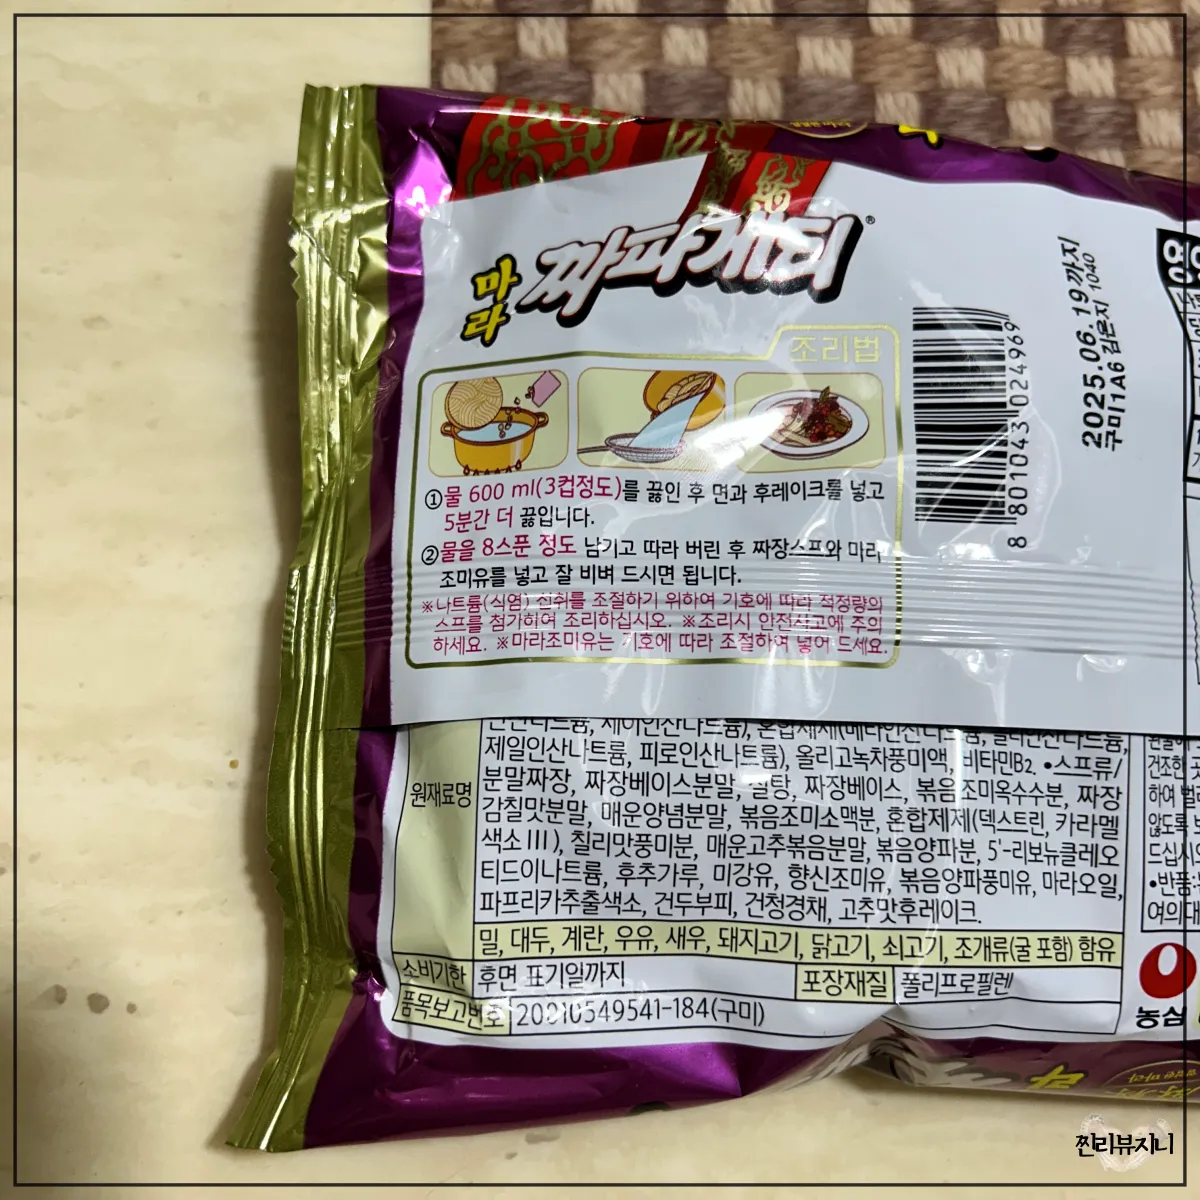 마라
짜파게티®
조리법
①물 600 ml(3컵정도)를 끓인 후 면과 후레이크를 넣고
5분간 더 끓입니다.
②물을 8스푼 정도 남기고 따라 버린 후 짜장스프와 마라
조미유를 넣고 잘 비벼 드시면 됩니다.
※나트륨(식염) 섭취를 조절하기 위하여 기호에 따라 적정량의
스프를 첨가하여 조리하십시오. ※조리시 안전사고에 주의
하세요. ※마라조미유는 기호에 따라 조절하여 넣어 드세요.
8 801043 024969
2025.06.19까지
구미1A6 김은지 1040
원재료명
제일인산나트륨, 피로인산나트륨), 올리고녹차풍미액, 비타민B2. •스프류/
분말짜장, 짜장베이스분말, 설탕, 짜장베이스, 볶음조미옥수수분, 짜장
감칠맛분말, 매운양념분말, 볶음조미소맥분, 혼합제제(덱스트린, 카라멜
색소III), 칠리맛풍미분, 매운고추볶음분말, 볶음양파분, 5'-리보뉴클레오
티드이나트륨, 후추가루, 미강유, 향신조미유, 볶음양파풍미유, 마라오일,
파프리카추출색소, 건두부피, 건청경채, 고추맛후레이크.
밀, 대두, 계란, 우유, 새우, 돼지고기, 닭고기, 쇠고기, 조개류(굴 포함) 함유
소비기한 후면 표기일까지 포장재질 폴리프로필렌
품목보고번호 20010549541-184(구미)
건조한
하여
않도록
드십시오
•반품:
여의대
농심
찐리뷰지니